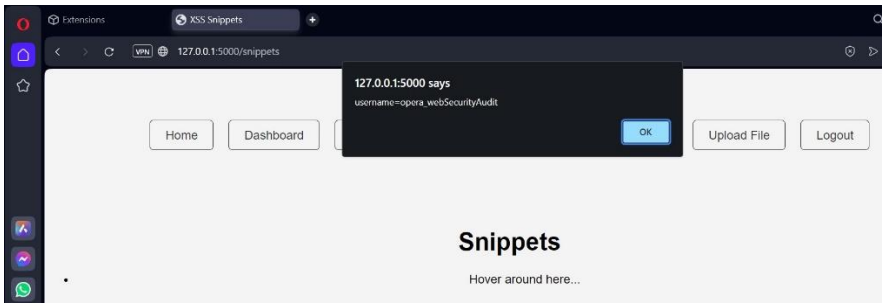 Extensions
XSS Snippets
VPN
127.0.0.1:5000/snippets
127.0.0.1:5000 says
username=opera_webSecurityAudit
OK
Home
Dashboard
Upload File
Logout
Snippets
Hover around here...